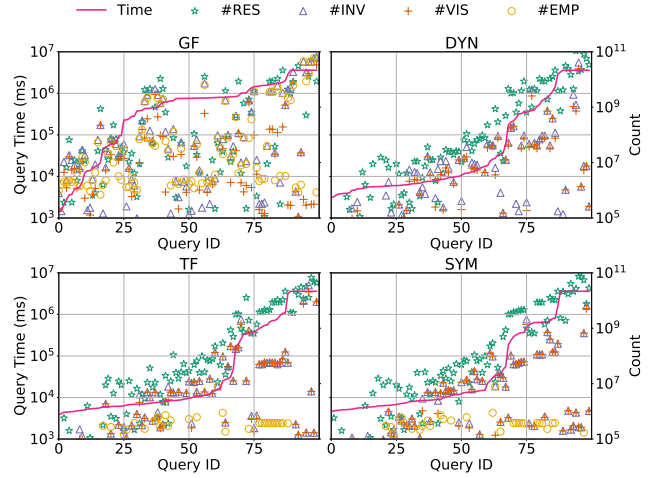 Time #RES #INV #VIS #EMP
GF DYN
Query Time (ms)
10^7 10^6 10^5 10^4 10^3
10^11 10^9 10^7 10^5
Count
0 25 50 75 0 25 50 75
Query ID Query ID
TF SYM
Query Time (ms)
10^7 10^6 10^5 10^4 10^3
10^11 10^9 10^7 10^5
Count
0 25 50 75 0 25 50 75
Query ID Query ID